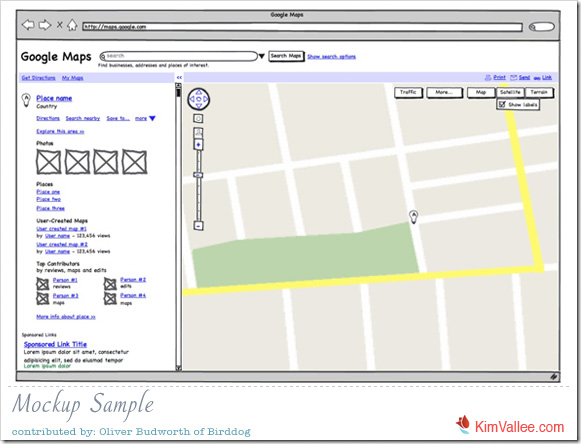 Google Maps
http://maps.google.com
Google Maps
search
Search Maps
Show search options
Find businesses, addresses and places of interest.
Get Directions
My Maps
<<
Print
Send
Link
Place name
Country
Directions
Search nearby
Save to...
more
Explore this area >>
Photos
Places
Place one
Place two
Place three
User-Created Maps
User created map #1
by User name - 123,456 views
User created map #2
by User name - 123,456 views
Top Contributors
by reviews, maps and edits
Person #1
reviews
Person #2
edits
Person #3
maps
Person #4
maps
More info about place >>
Sponsored Links
Sponsored Link Title
Lorem ipsum dolor sit amet, consectetur
adipisicing elit, sed do eiusmod tempor
Lorem ipsum dolor
Traffic
More...
Map
Satellite
Terrain
Show labels
A
A
Mockup Sample
contributed by: Oliver Budworth of Birddog
KimVallee.com